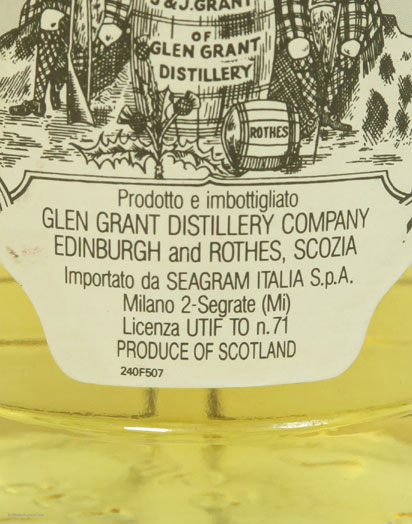 J. & J. GRANT
OF
GLEN GRANT
DISTILLERY
ROTHES
Prodotto e imbottigliato
GLEN GRANT DISTILLERY COMPANY
EDINBURGH and ROTHES, SCOZIA
Importato da SEAGRAM ITALIA S.p.A.
Milano 2-Segrate (Mi)
Licenza UTIF TO n.71
PRODUCE OF SCOTLAND
240F507